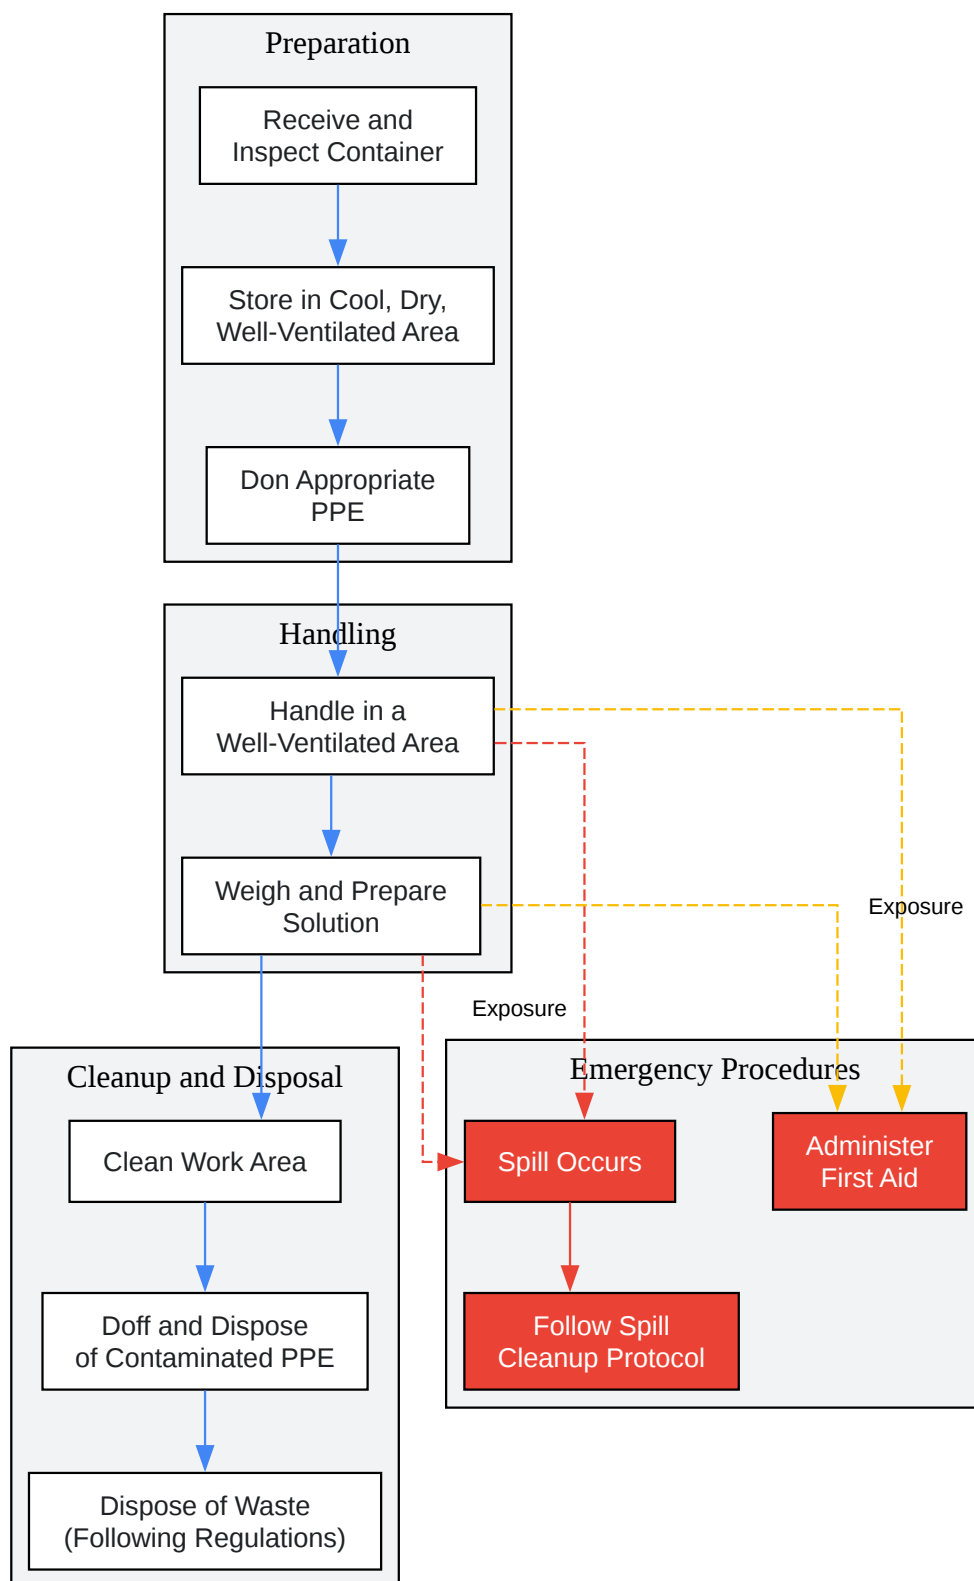 Preparation
Receive and
Inspect Container
Store in Cool, Dry,
Well-Ventilated Area
Don Appropriate
PPE
Handling
Handle in a
Well-Ventilated Area
Weigh and Prepare
Solution
Exposure
Exposure
Cleanup and Disposal
Clean Work Area
Doff and Dispose
of Contaminated PPE
Dispose of Waste
(Following Regulations)
Emergency Procedures
Spill Occurs
Administer
First Aid
Follow Spill
Cleanup Protocol